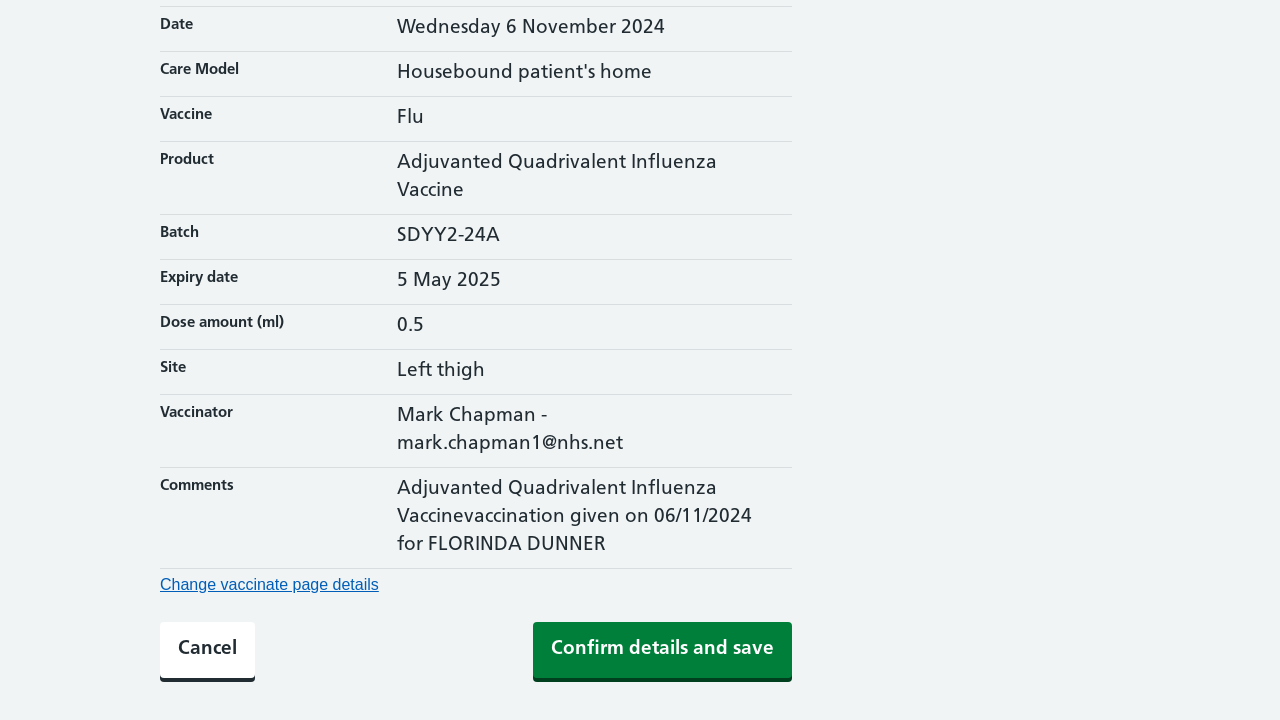 Date
Wednesday 6 November 2024
Care Model
Housebound patient's home
Vaccine
Flu
Product
Adjuvanted Quadrivalent Influenza
Vaccine
Batch
SDYY2-24A
Expiry date
5 May 2025
Dose amount (ml)
0.5
Site
Left thigh
Vaccinator
Mark Chapman -
mark.chapman1@nhs.net
Comments
Adjuvanted Quadrivalent Influenza
Vaccinevaccination given on 06/11/2024
for FLORINDA DUNNER
Change vaccinate page details
Cancel
Confirm details and save